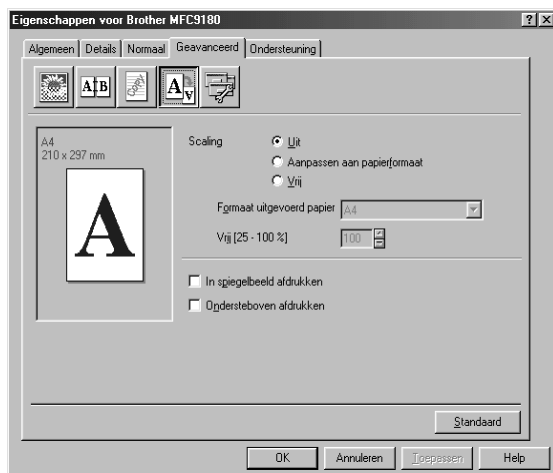 Eigenschappen voor Brother MFC9180
Algemeen Details Normaal Geavanceerd Ondersteuning
A B
copy
A A
A4
210 x 297 mm
A
Scaling
Uit
Aanpassen aan papierformaat
Vrij
Formaat uitgevoerd papier A4
Vrij [25 - 100 %] 100
In spiegelbeeld afdrukken
Ondersteboven afdrukken
Standaard
OK Annuleren Toepassen Help